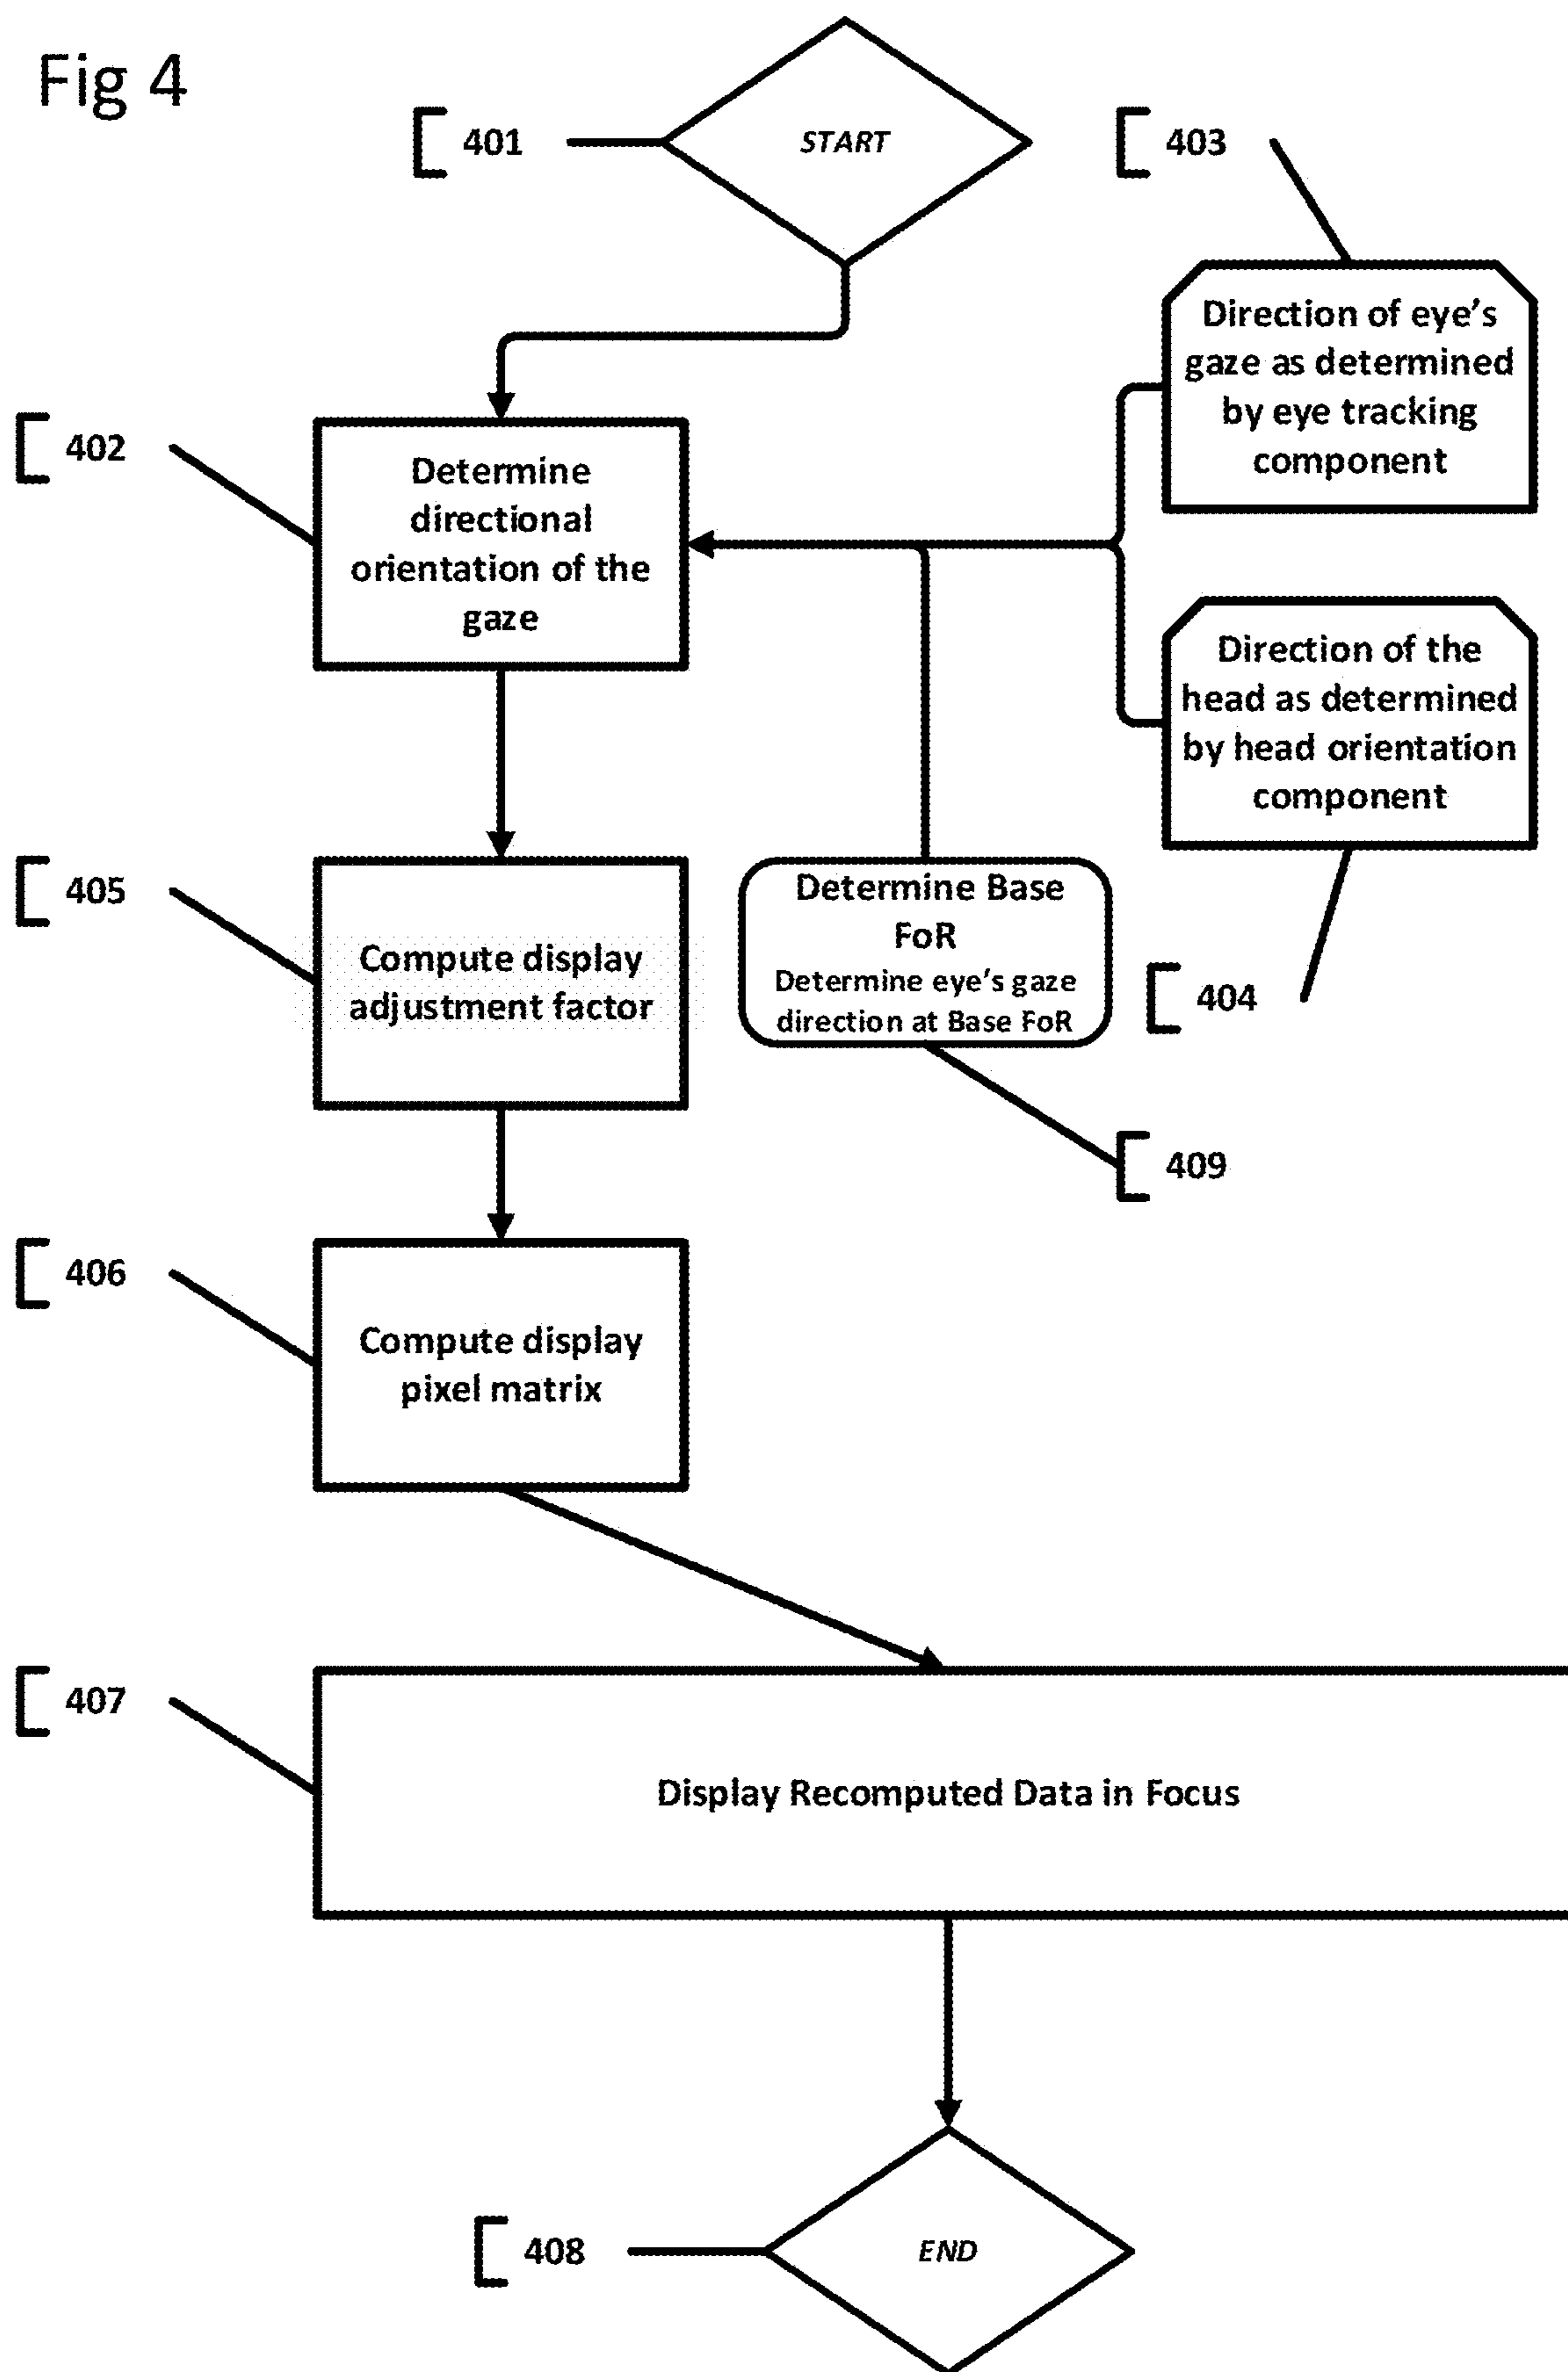 Fig 4
401
START
403
Direction of eye's
gaze as determined
by eye tracking
component
402
Determine
directional
orientation of the
gaze
Direction of the
head as determined
by head orientation
component
405
Compute display
adjustment factor
Determine Base
FoR
Determine eye's gaze
direction at Base FoR
404
409
406
Compute display
pixel matrix
407
Display Recomputed Data in Focus
408
END